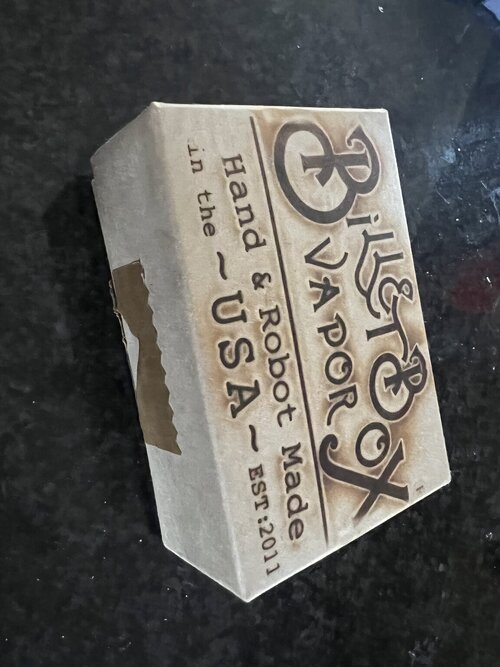 BilletBox
VAPOR
Hand & Robot Made
in the ~USA~ EST:2011